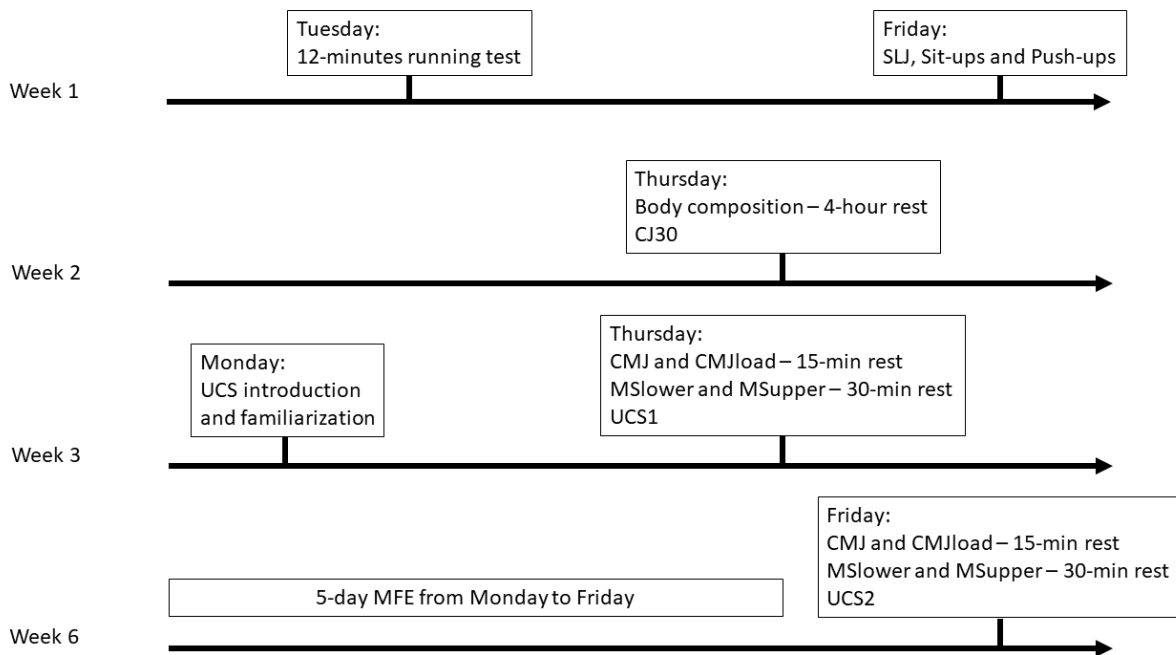 Tuesday:
12-minutes running test
Friday:
SLJ, Sit-ups and Push-ups
Week 1
Thursday:
Body composition – 4-hour rest
CJ30
Week 2
Monday:
UCS introduction
and familiarization
Thursday:
CMJ and CMJload – 15-min rest
MSlower and MSupper – 30-min rest
UCS1
Week 3
5-day MFE from Monday to Friday
Friday:
CMJ and CMJload – 15-min rest
MSlower and MSupper – 30-min rest
UCS2
Week 6